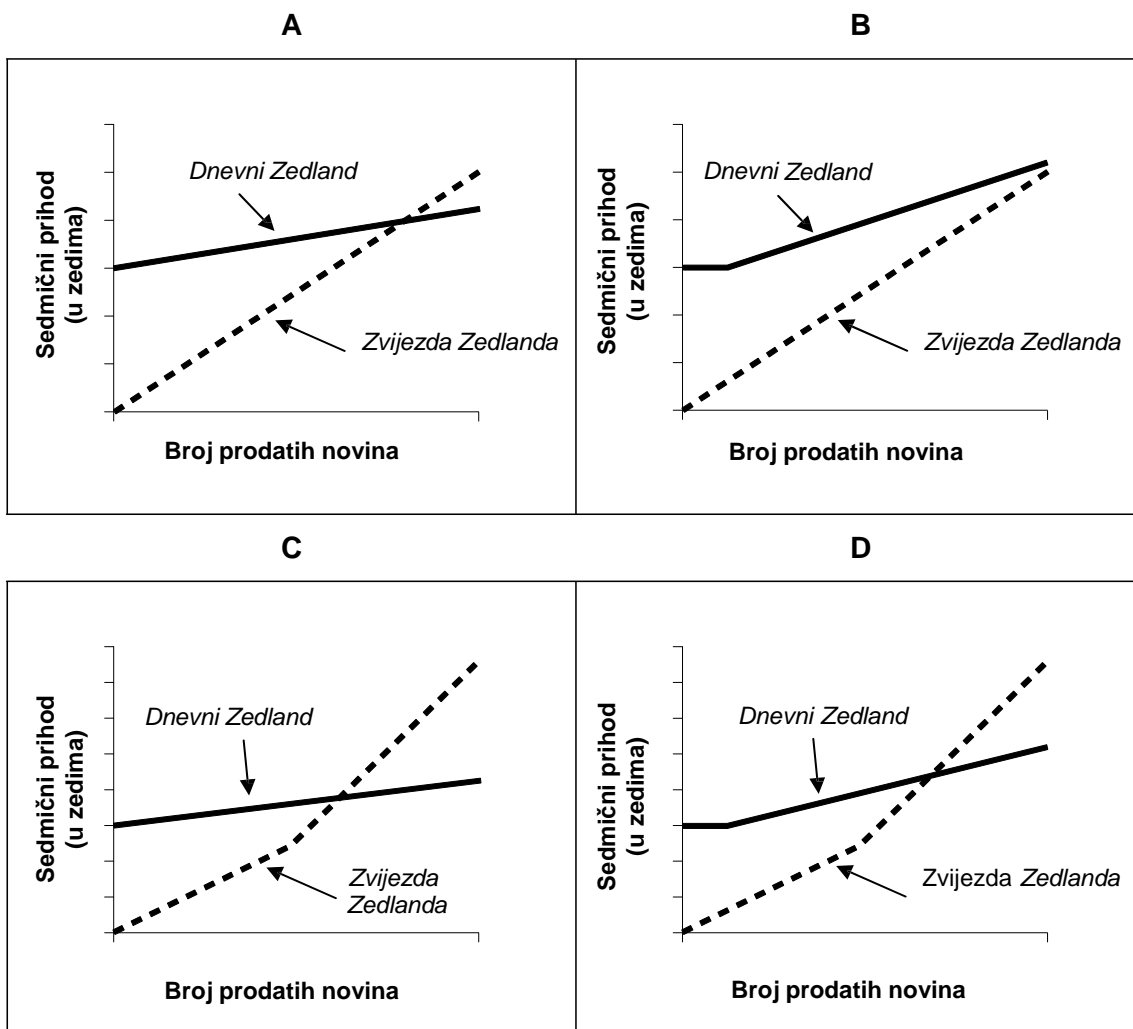 A
Sedmični prihod
(u zedima)
Dnevni Zedland
Zvijezda Zedlanda
Broj prodatih novina
B
Sedmični prihod
(u zedima)
Dnevni Zedland
Zvijezda Zedlanda
Broj prodatih novina
C
Sedmični prihod
(u zedima)
Dnevni Zedland
Zvijezda
Zedlanda
Broj prodatih novina
D
Sedmični prihod
(u zedima)
Dnevni Zedland
Zvijezda Zedlanda
Broj prodatih novina